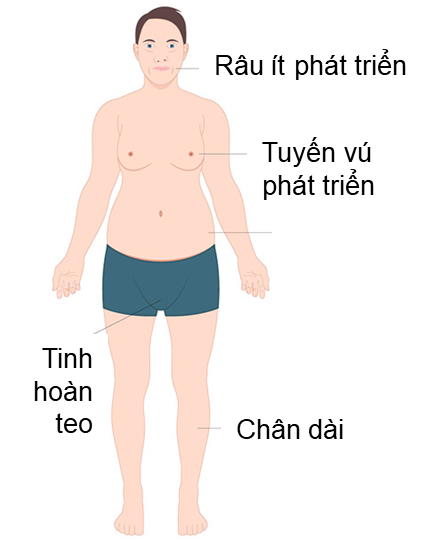 Râu ít phát triển
Tuyến vú
phát triển
Tinh
hoàn
teo
Chân dài